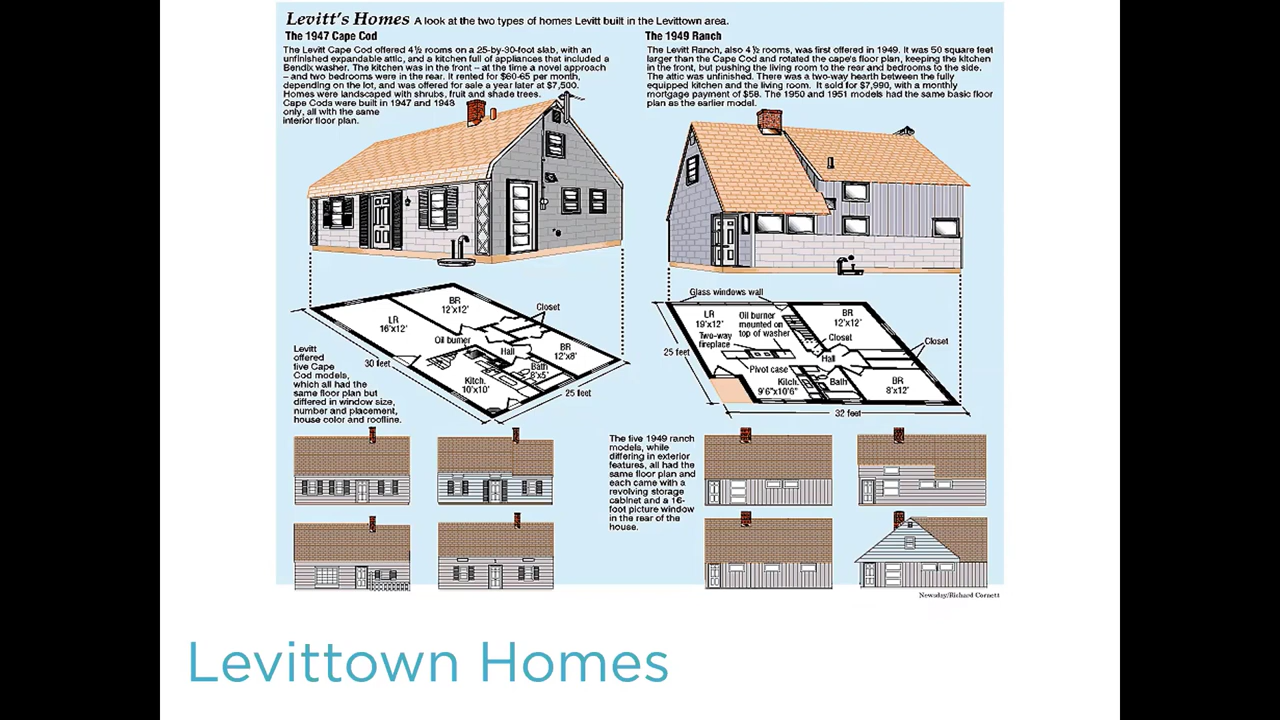 Levitt's Homes A look at the two types of homes Levitt built in the Levittown area.
The 1947 Cape Cod
The Levitt Cape Cod offered 4½ rooms on a 25-by-30-foot slab, with an
unfinished expandable attic, and a kitchen full of appliances that included a
Bendix washer. The kitchen was in the front – at the time a novel approach
– and two bedrooms were in the rear. It rented for $60-65 per month,
depending on the lot, and was offered for sale a year later at $7,500.
Homes were landscaped with shrubs, fruit and shade trees.
Cape Cods were built in 1947 and 1948
only, all with the same
interior floor plan.
The 1949 Ranch
The Levitt Ranch, also 4½ rooms, was first offered in 1949. It was 50 square feet
larger than the Cape Cod and rotated the cape's floor plan, keeping the kitchen
in the front, but pushing the living room to the rear and bedrooms to the side.
The attic was unfinished. There was a two-way hearth between the fully
equipped kitchen and the living room. It sold for $7,990, with a monthly
mortgage payment of $58. The 1950 and 1951 models had the same basic floor
plan as the earlier model.
BR
12'x12'
Closet
LR
16'x12'
Oil burner
Hall
BR
12'x8'
Bath
8'x5'
Kitch.
10'x10'
30 feet
25 feet
Levitt
offered
five Cape
Cod models,
which all had the
same floor plan but
differed in window size,
number and placement,
house color and roofline.
Glass windows wall
LR
19'x12'
Oil burner
mounted on
top of washer
BR
12'x12'
Two-way
fireplace
Closet
Closet
Hall
25 feet
Pivot case
Kitch.
9'6"x10'6"
Bath
BR
8'x12'
32 feet
The five 1949 ranch
models, while
differing in exterior
features, all had the
same floor plan and
each came with a
revolving storage
cabinet and a 16-
foot picture window
in the rear of the
house.
Newsday/Richard Cornett
Levittown Homes